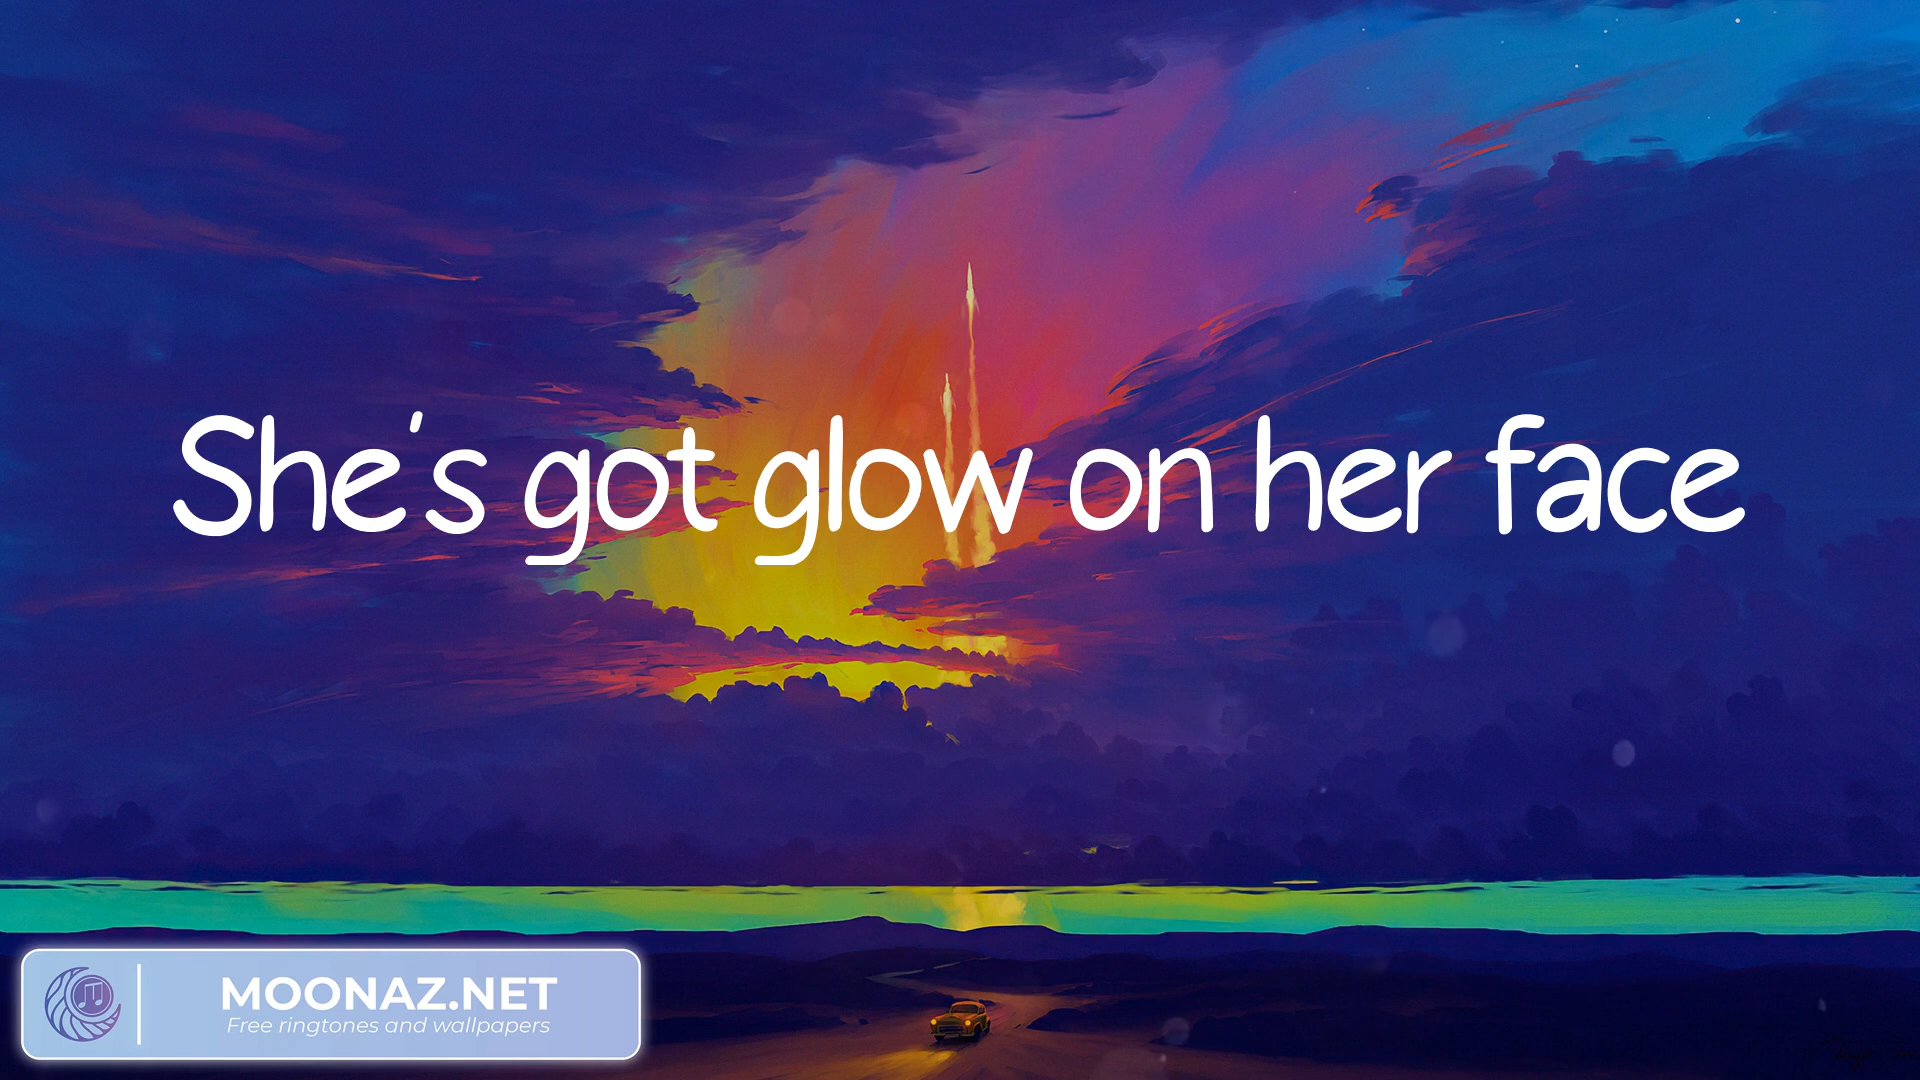 She's got glow on her face
MOONAZ.NET
Free ringtones and wallpapers